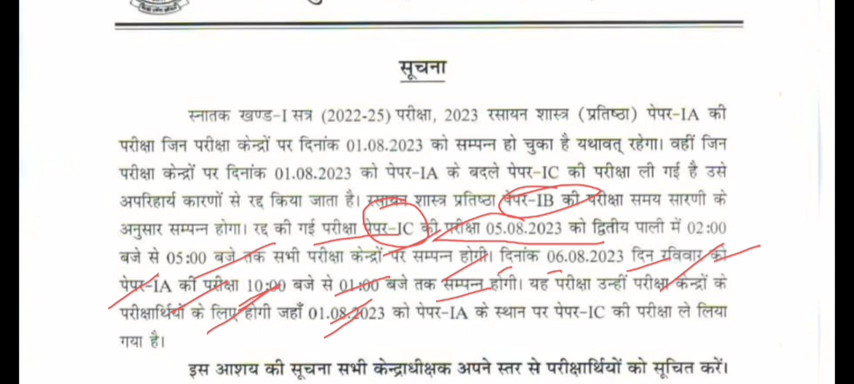 सूचना
स्नातक खण्ड-I सत्र (2022-25) परीक्षा, 2023 रसायन शास्त्र (प्रतिष्ठा) पेपर-IA की
परीक्षा जिन परीक्षा केन्द्रों पर दिनांक 01.08.2023 को सम्पन्न हो चुका है यथावत् रहेगा। वहीं जिन
परीक्षा केन्द्रों पर दिनांक 01.08.2023 को पेपर-IA के बदले पेपर-IC की परीक्षा ली गई है उसे
अपरिहार्य कारणों से रद्द किया जाता है। रसायन शास्त्र प्रतिष्ठा पेपर-IB की परीक्षा समय सारणी के
अनुसार सम्पन्न होगा। रद्द की गई परीक्षा पेपर-IC की परीक्षा 05.08.2023 को द्वितीय पाली में 02:00
बजे से 05:00 बजे तक सभी परीक्षा केन्द्रों पर सम्पन्न होगी। दिनांक 06.08.2023 दिन रविवार को
पेपर-IA की परीक्षा 10:00 बजे से 01:00 बजे तक सम्पन्न होगी। यह परीक्षा उन्हीं परीक्षा केन्द्रों के
परीक्षार्थियों के लिए होगी जहाँ 01.08.2023 को पेपर-IA के स्थान पर पेपर-IC की परीक्षा ले लिया
गया है।
इस आशय की सूचना सभी केन्द्राधीक्षक अपने स्तर से परीक्षार्थियों को सूचित करें।